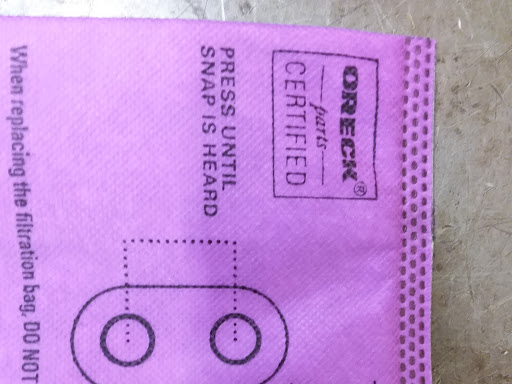 ORECK®
parts
CERTIFIED
PRESS UNTIL
SNAP IS HEARD
When replacing the filtration bag, DO NOT